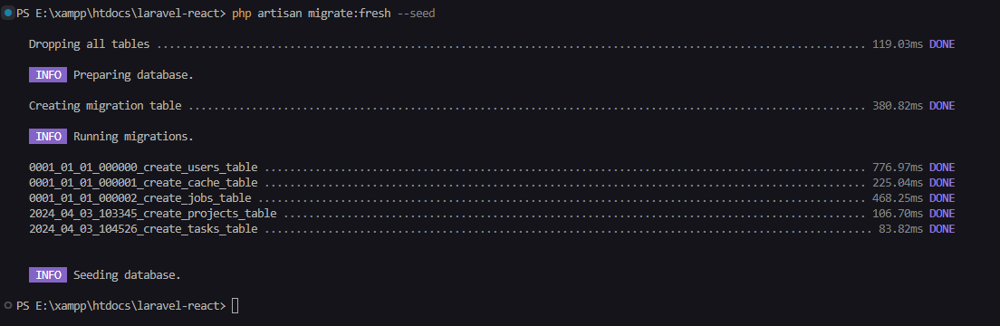 PS E:\xampp\htdocs\laravel-react> php artisan migrate:fresh --seed
Dropping all tables ................................................................................................................ 119.03ms DONE
INFO Preparing database.
Creating migration table ........................................................................................................... 380.82ms DONE
INFO Running migrations.
0001_01_01_000000_create_users_table ............................................................................................... 776.97ms DONE
0001_01_01_000001_create_cache_table ............................................................................................... 225.04ms DONE
0001_01_01_000002_create_jobs_table ................................................................................................ 468.25ms DONE
2024_04_03_103345_create_projects_table ............................................................................................ 106.70ms DONE
2024_04_03_104526_create_tasks_table ................................................................................................ 83.82ms DONE
INFO Seeding database.
PS E:\xampp\htdocs\laravel-react>